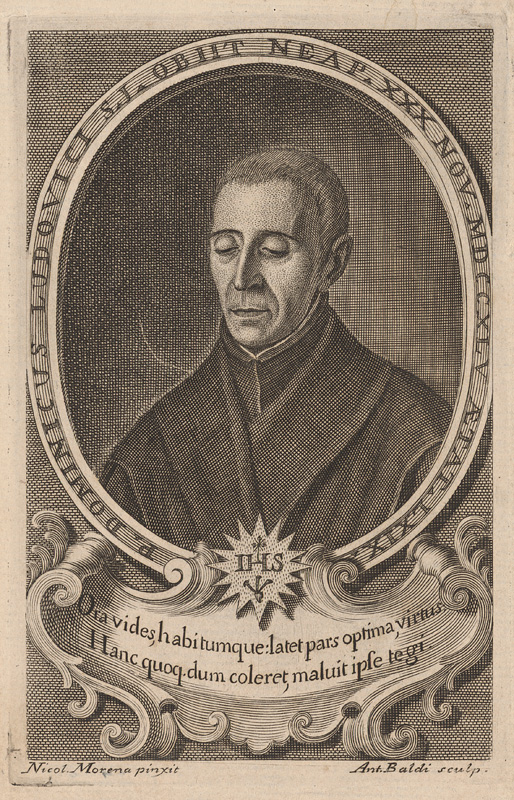 P. DOMINICUS LUDOVICI S.J. OBIIT NEAP. XXX NOV. MDCCXLV ÆTAT. LXIX
IHS
Ora vides, habitumque: latet pars optima, virtus.
Hanc quoq. dum coleret, maluit ipse tegi.
Nicol. Morena pinxit
Ant. Baldi sculp.